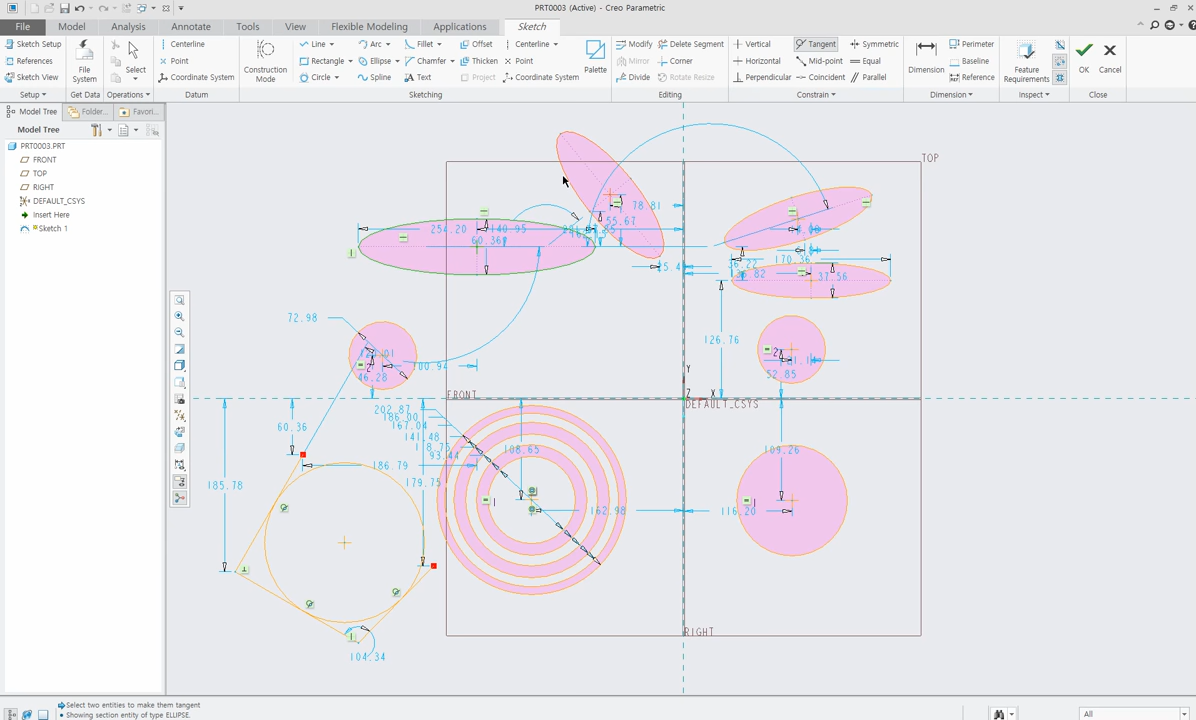 PRT0003 (Active) - Creo Parametric
File Model Analysis Annotate Tools View Flexible Modeling Applications Sketch
Sketch Setup
References
Sketch View
Setup
File System
Get Data
Select
Operations
Centerline
Point
Coordinate System
Datum
Construction Mode
Line Arc Fillet Offset Centerline
Rectangle Ellipse Chamfer Thicken Point
Circle Spline Text Project Coordinate System
Palette
Sketching
Modify Delete Segment
Mirror Corner
Divide Rotate Resize
Editing
Vertical Tangent Symmetric
Horizontal Mid-point Equal
Perpendicular Coincident Parallel
Constrain
Dimension
Perimeter
Baseline
Reference
Dimension
Feature Requirements
Inspect
OK Cancel
Close
Model Tree Folder... Favori...
Model Tree
PRT0003.PRT
FRONT
TOP
RIGHT
DEFAULT_CSYS
Insert Here
Sketch 1
TOP
78.81
55.67
254.20
140.95
60.36
170.36
37.56
126.76
72.98
46.28
100.94
52.85
Y
Z X
FRONT
DEFAULT_CSYS
202.87
186.00
167.04
141.48
93.44
60.36
186.79
179.75
185.78
108.65
109.26
162.98
116.20
RIGHT
104.34
Select two entities to make them tangent
Showing section entity of type ELLIPSE.
All